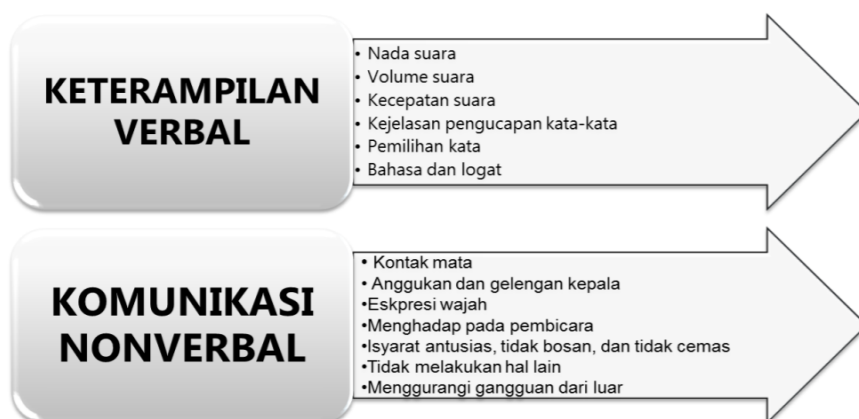 KETERAMPILAN
VERBAL
• Nada suara
• Volume suara
• Kecepatan suara
• Kejelasan pengucapan kata-kata
• Pemilihan kata
• Bahasa dan logat
KOMUNIKASI
NONVERBAL
• Kontak mata
• Anggukan dan gelengan kepala
•Eskpresi wajah
•Menghadap pada pembicara
•Isyarat antusias, tidak bosan, dan tidak cemas
•Tidak melakukan hal lain
•Menggurangi gangguan dari luar